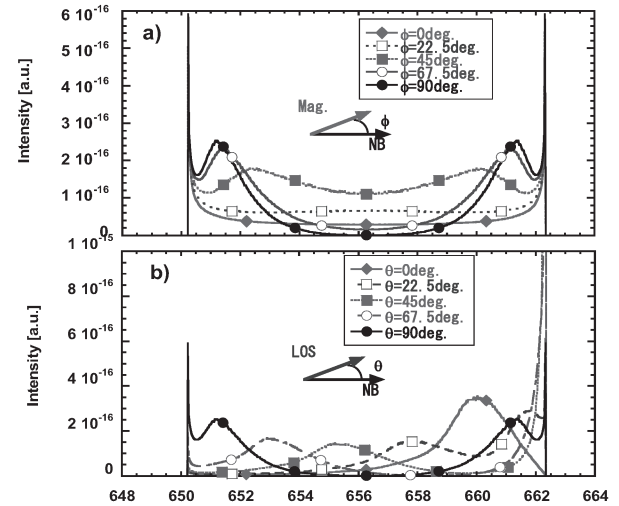 6 10⁻¹⁶
a)
ϕ=0deg.
ϕ=22.5deg.
5 10⁻¹⁶
ϕ=45deg.
ϕ=67.5deg.
4 10⁻¹⁶
ϕ=90deg.
Intensity [a.u.]
3 10⁻¹⁶
Mag.
ϕ
NB
2 10⁻¹⁶
1 10⁻¹⁶
0
1 10⁻¹⁵
b)
θ=0deg.
θ=22.5deg.
8 10⁻¹⁶
θ=45deg.
θ=67.5deg.
6 10⁻¹⁶
θ=90deg.
Intensity [a.u.]
LOS
θ
NB
4 10⁻¹⁶
2 10⁻¹⁶
0
648 650 652 654 656 658 660 662 664